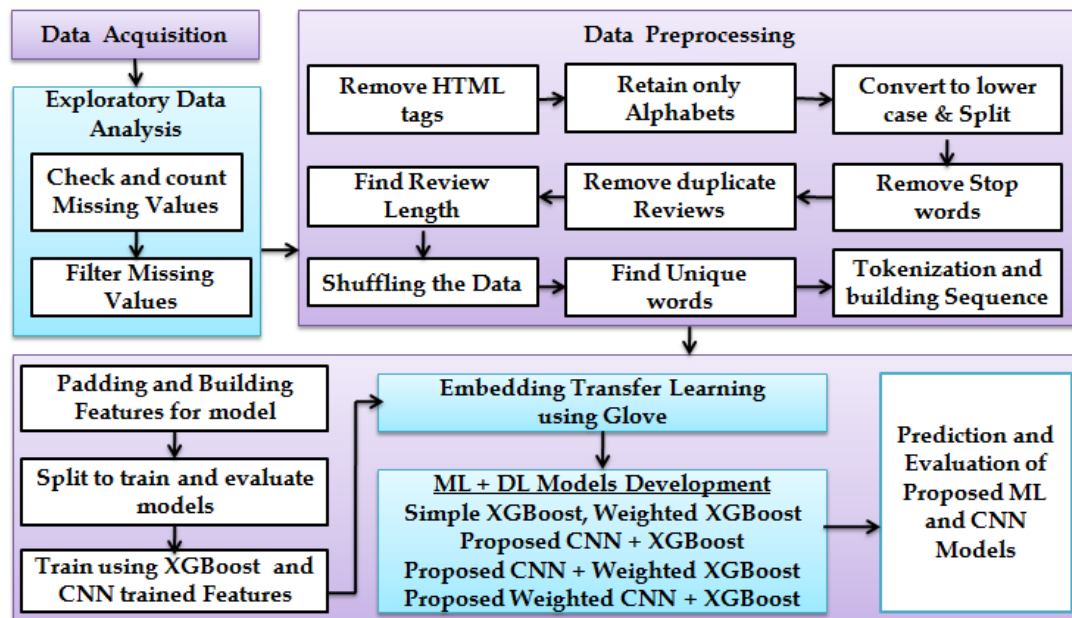 Data Acquisition
Exploratory Data
Analysis
Check and count
Missing Values
Filter Missing
Values
Data Preprocessing
Remove HTML
tags
Retain only
Alphabets
Convert to lower
case & Split
Find Review
Length
Remove duplicate
Reviews
Remove Stop
words
Shuffling the Data
Find Unique
words
Tokenization and
building Sequence
Padding and Building
Features for model
Split to train and evaluate
models
Train using XGBoost and
CNN trained Features
Embedding Transfer Learning
using Glove
ML + DL Models Development
Simple XGBoost, Weighted XGBoost
Proposed CNN + XGBoost
Proposed CNN + Weighted XGBoost
Proposed Weighted CNN + XGBoost
Prediction and
Evaluation of
Proposed ML
and CNN
Models